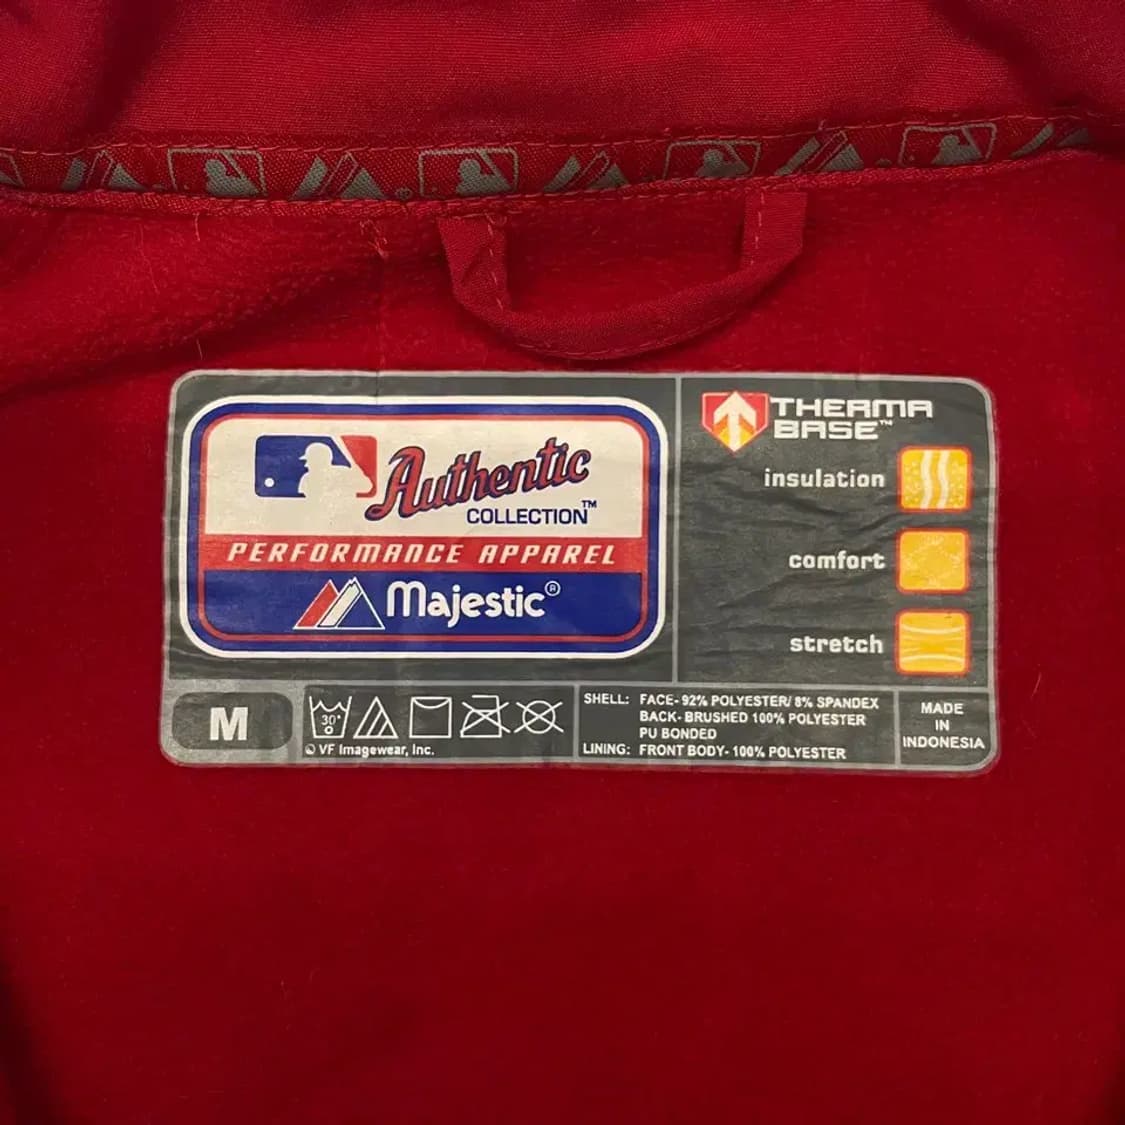 Authentic
COLLECTION™
PERFORMANCE APPAREL
Majestic®
THERMA
BASE™
insulation
comfort
stretch
M
30°
© VF Imagewear, Inc.
SHELL: FACE- 92% POLYESTER/ 8% SPANDEX
BACK- BRUSHED 100% POLYESTER
PU BONDED
LINING: FRONT BODY- 100% POLYESTER
MADE
IN
INDONESIA